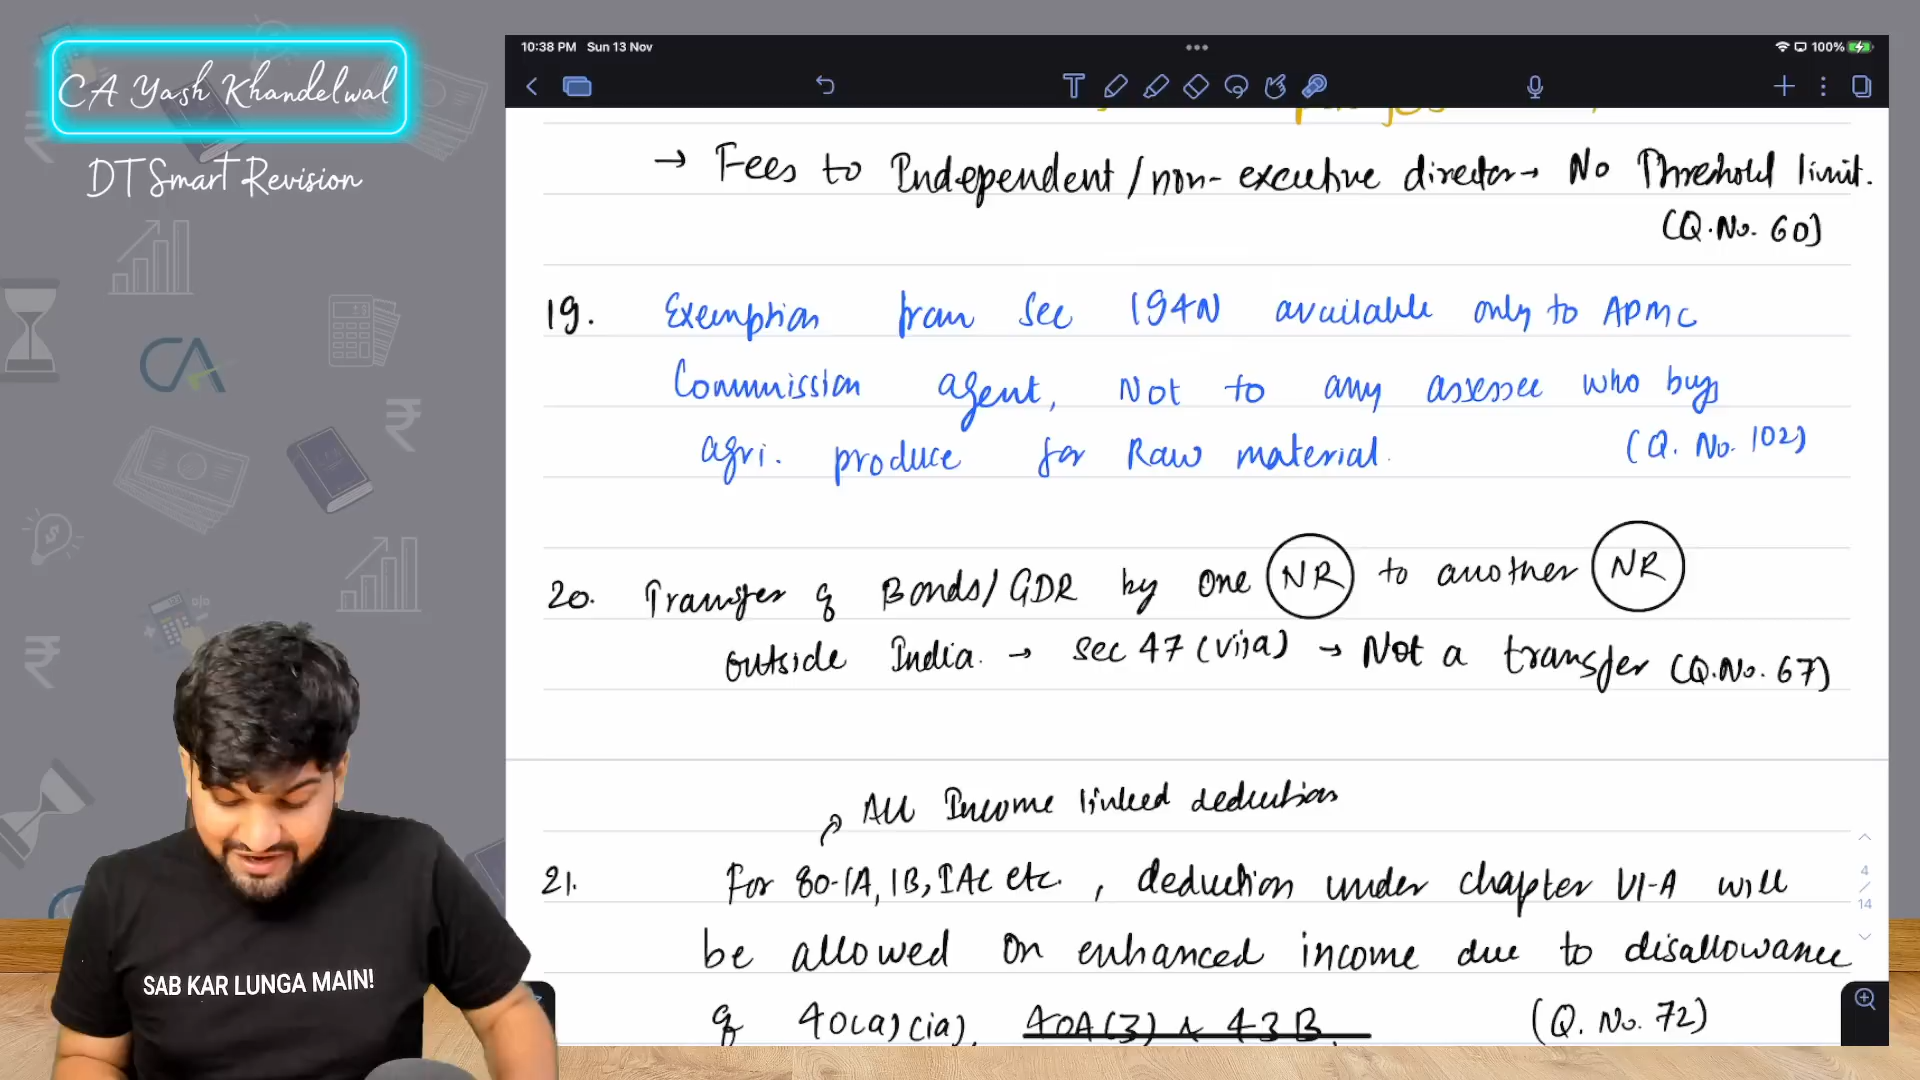 CA Yash Khandelwal
DT Smart Revision
10:38 PM Sun 13 Nov
100%
→ Fees to Independent / non-executive director → No Threshold limit.
(Q.No. 60)
19. Exemption from Sec 194N available only to APMC
Commission agent, Not to any assessee who buys
agri. produce for Raw material. (Q. No. 102)
20. Transfer of Bonds/GDR by one NR to another NR
outside India. → Sec 47 (viia) → Not a transfer (Q.No. 67)
All Income linked deductions
21. For 80-IA, IB, IAC etc., deduction under chapter VI-A will
be allowed on enhanced income due to disallowance
of 40(a)(ia), 40A(3) & 43B. (Q. No. 72)
4
/
14
CA
SAB KAR LUNGA MAIN!